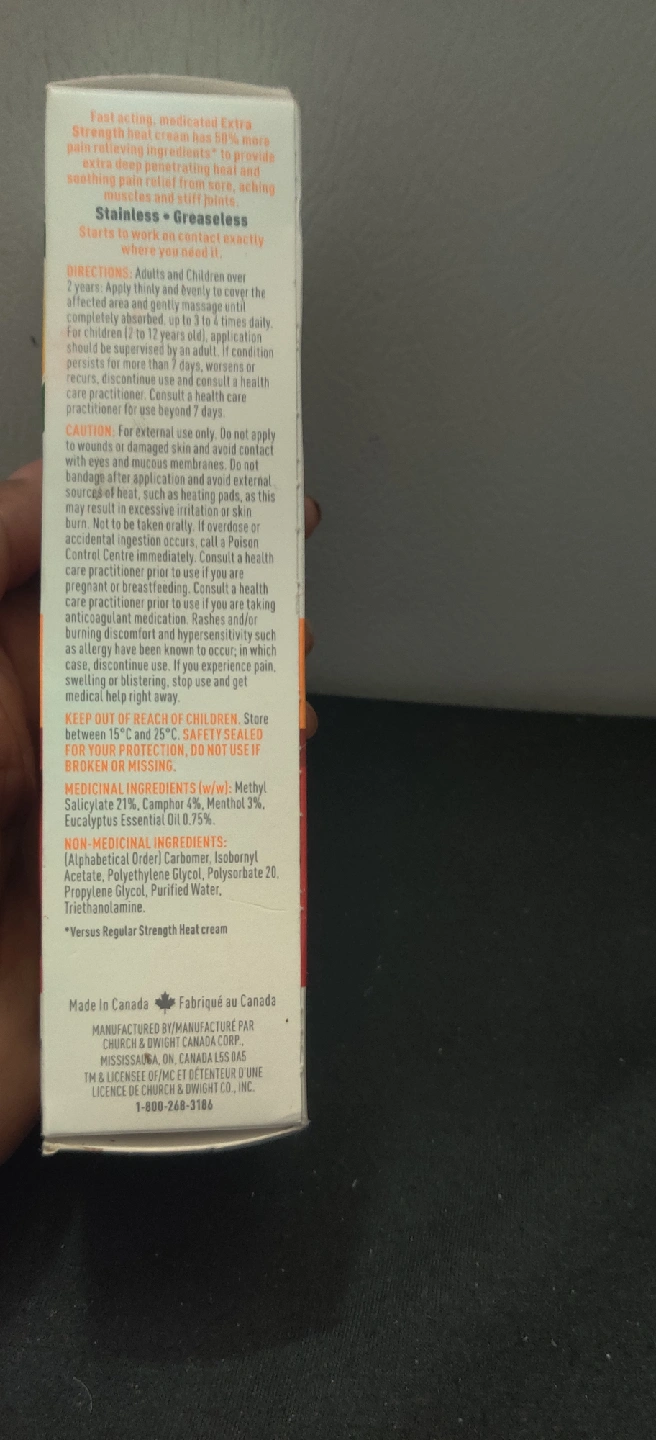 Fast acting, medicated Extra
Strength heat cream has 50% more
pain relieving ingredients* to provide
extra deep penetrating heat and
soothing pain relief from sore, aching
muscles and stiff joints.
Stainless • Greaseless
Starts to work on contact exactly
where you need it.
DIRECTIONS: Adults and Children over
2 years: Apply thinly and evenly to cover the
affected area and gently massage until
completely absorbed, up to 3 to 4 times daily.
For children (2 to 12 years old), application
should be supervised by an adult. If condition
persists for more than 7 days, worsens or
recurs, discontinue use and consult a health
care practitioner. Consult a health care
practitioner for use beyond 7 days.
CAUTION: For external use only. Do not apply
to wounds or damaged skin and avoid contact
with eyes and mucous membranes. Do not
bandage after application and avoid external
sources of heat, such as heating pads, as this
may result in excessive irritation or skin
burn. Not to be taken orally. If overdose or
accidental ingestion occurs, call a Poison
Control Centre immediately. Consult a health
care practitioner prior to use if you are
pregnant or breastfeeding. Consult a health
care practitioner prior to use if you are taking
anticoagulant medication. Rashes and/or
burning discomfort and hypersensitivity such
as allergy have been known to occur; in which
case, discontinue use. If you experience pain,
swelling or blistering, stop use and get
medical help right away.
KEEP OUT OF REACH OF CHILDREN. Store
between 15°C and 25°C. SAFETY SEALED
FOR YOUR PROTECTION, DO NOT USE IF
BROKEN OR MISSING.
MEDICINAL INGREDIENTS (w/w): Methyl
Salicylate 21%, Camphor 4%, Menthol 3%,
Eucalyptus Essential Oil 0.75%.
NON-MEDICINAL INGREDIENTS:
(Alphabetical Order) Carbomer, Isobornyl
Acetate, Polyethylene Glycol, Polysorbate 20,
Propylene Glycol, Purified Water,
Triethanolamine.
*Versus Regular Strength Heat cream
Made In Canada Fabriqué au Canada
MANUFACTURED BY/MANUFACTURÉ PAR
CHURCH & DWIGHT CANADA CORP.,
MISSISSAUGA, ON, CANADA L5S 0A5
TM & LICENSEE OF/MC ET DÉTENTEUR D'UNE
LICENCE DE CHURCH & DWIGHT CO., INC.
1-800-268-3186